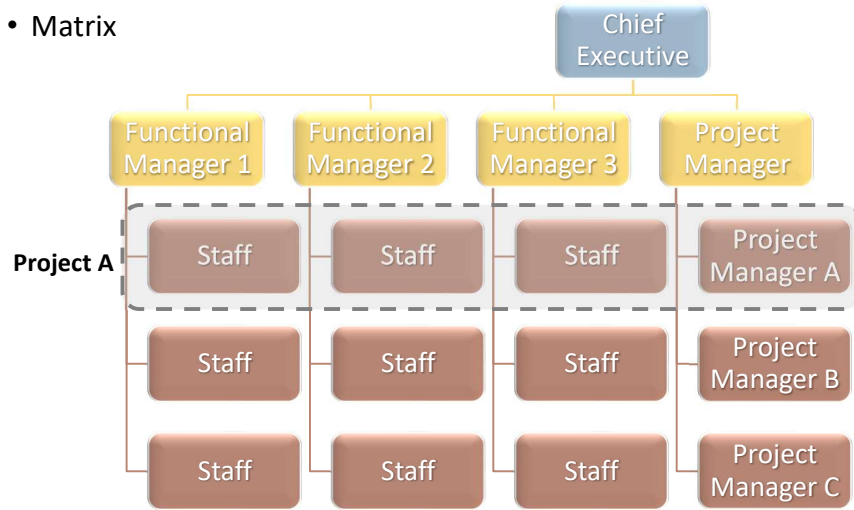 • Matrix
Chief
Executive
Functional
Manager 1
Functional
Manager 2
Functional
Manager 3
Project
Manager
Project A
Staff
Staff
Staff
Project
Manager A
Staff
Staff
Staff
Project
Manager B
Staff
Staff
Staff
Project
Manager C